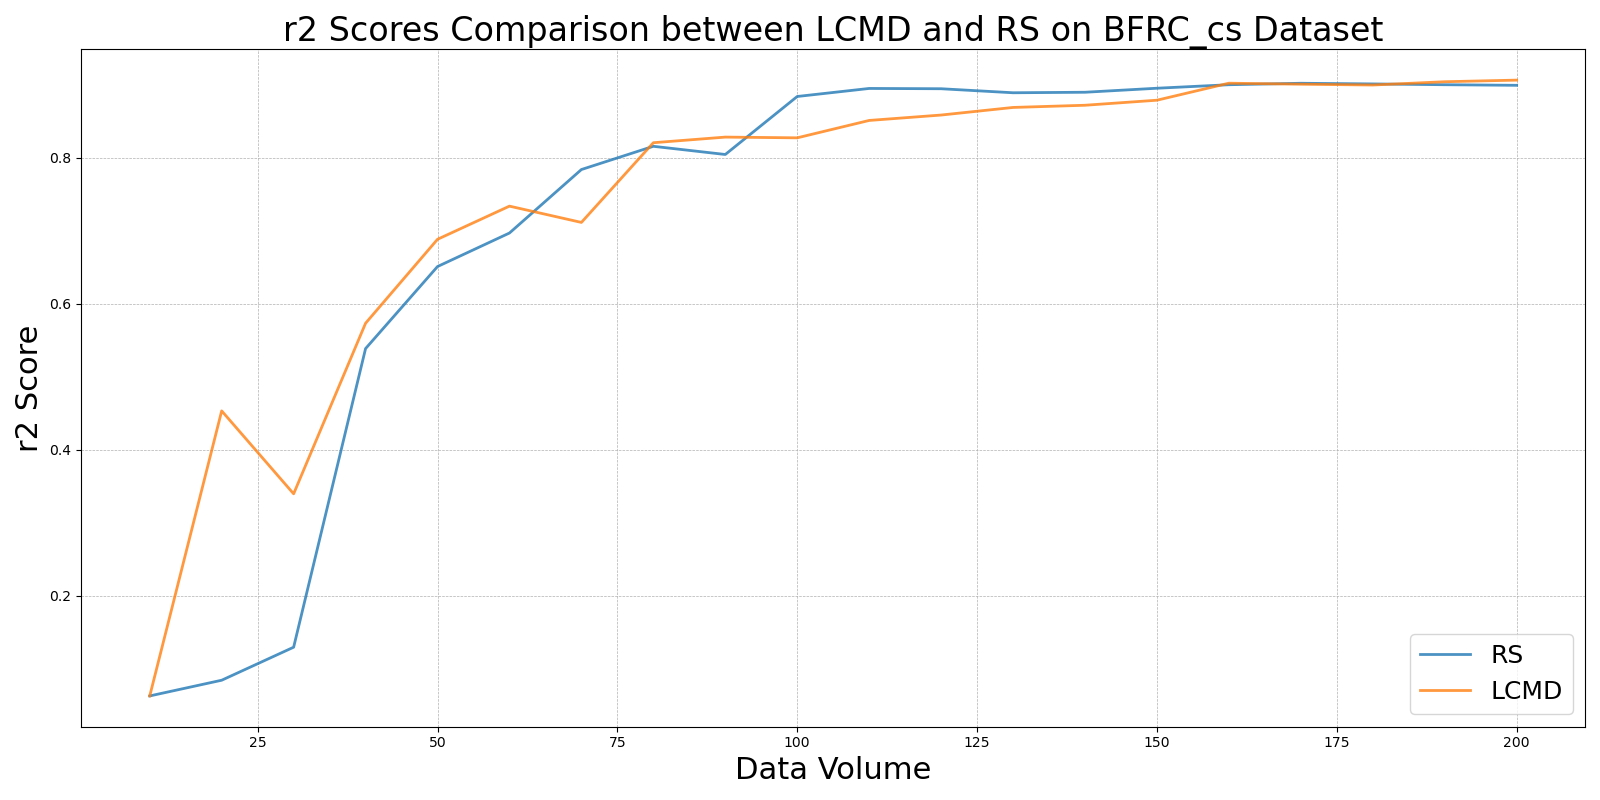 r2 Scores Comparison between LCMD and RS on BFRC_cs Dataset
r2 Score
0.8
0.6
0.4
0.2
RS
LCMD
25 50 75 100 125 150 175 200
Data Volume